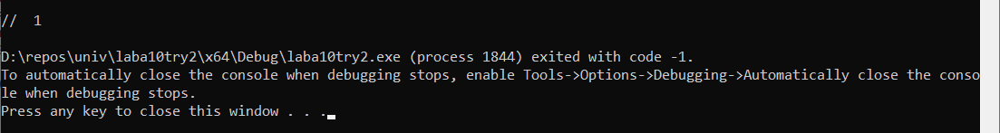 //  1
D:\repos\univ\laba10try2\x64\Debug\laba10try2.exe (process 1844) exited with code -1.
To automatically close the console when debugging stops, enable Tools->Options->Debugging->Automatically close the conso
le when debugging stops.
Press any key to close this window . . .